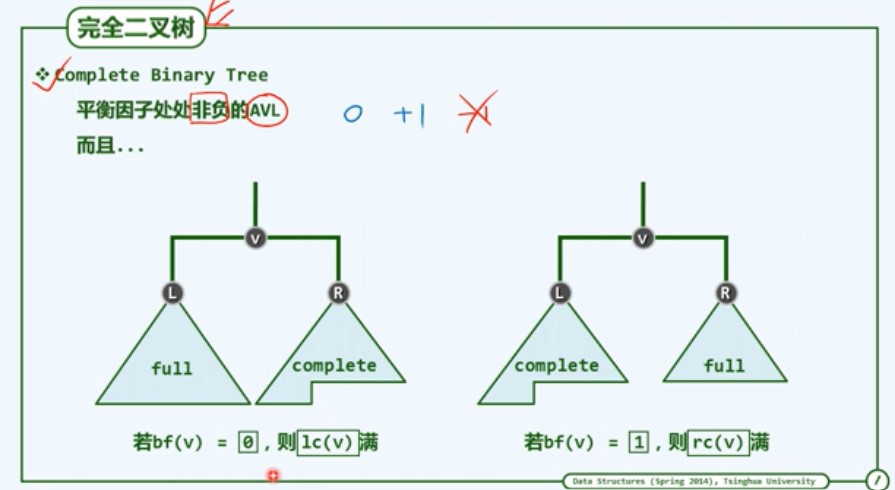 完全二叉树
❖ Complete Binary Tree
平衡因子处处非负的AVL 0 +1
而且...
v v
L R L R
full complete complete full
若bf(v) = 0,则lc(v)满 若bf(v) = 1,则rc(v)满
Data Structures (Spring 2014), Tsinghua University